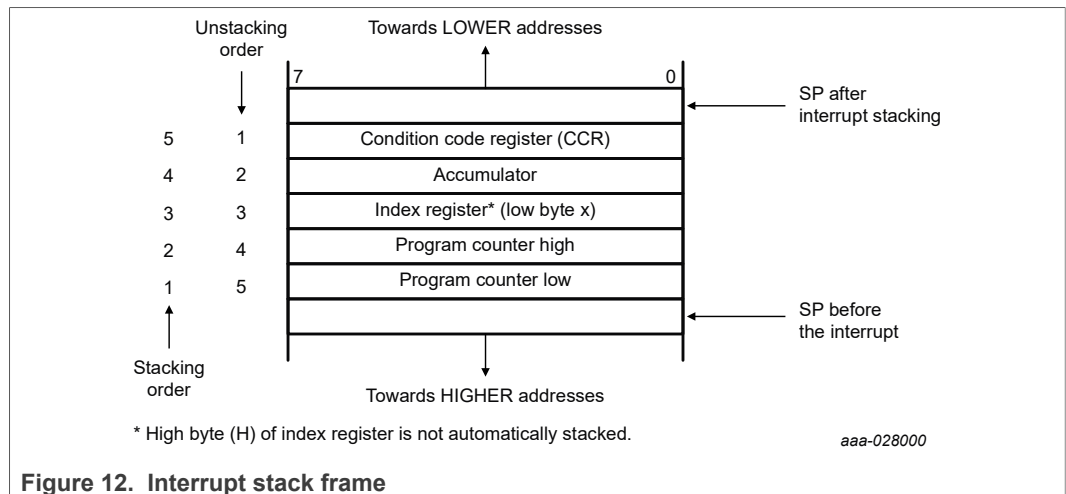 Unstacking
order
Towards LOWER addresses
7
0
SP after
interrupt stacking
5
1
Condition code register (CCR)
4
2
Accumulator
3
3
Index register* (low byte x)
2
4
Program counter high
1
5
Program counter low
SP before
the interrupt
Stacking
order
Towards HIGHER addresses
* High byte (H) of index register is not automatically stacked.
aaa-028000
Figure 12. Interrupt stack frame